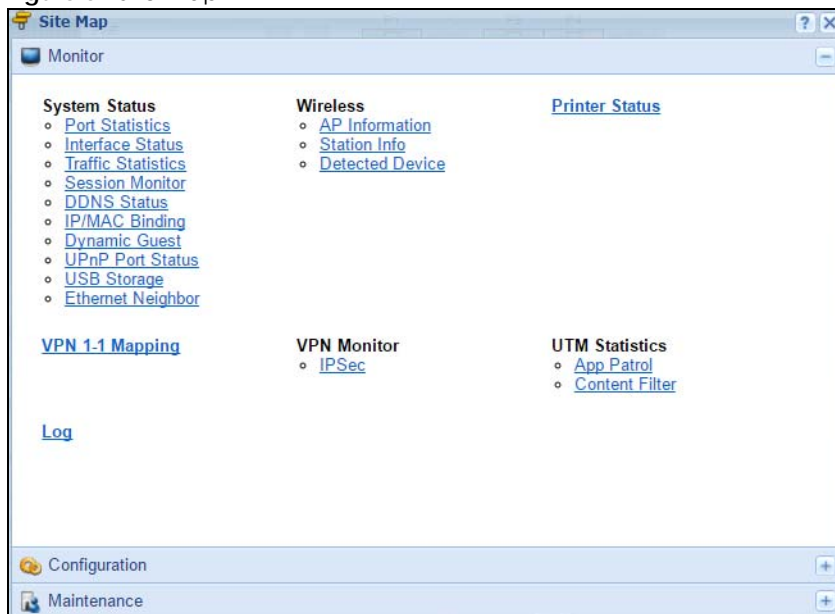 Site Map
Monitor
System Status
Port Statistics
Interface Status
Traffic Statistics
Session Monitor
DDNS Status
IP/MAC Binding
Dynamic Guest
UPnP Port Status
USB Storage
Ethernet Neighbor
Wireless
AP Information
Station Info
Detected Device
Printer Status
VPN 1-1 Mapping
VPN Monitor
IPSec
UTM Statistics
App Patrol
Content Filter
Log
Configuration
Maintenance